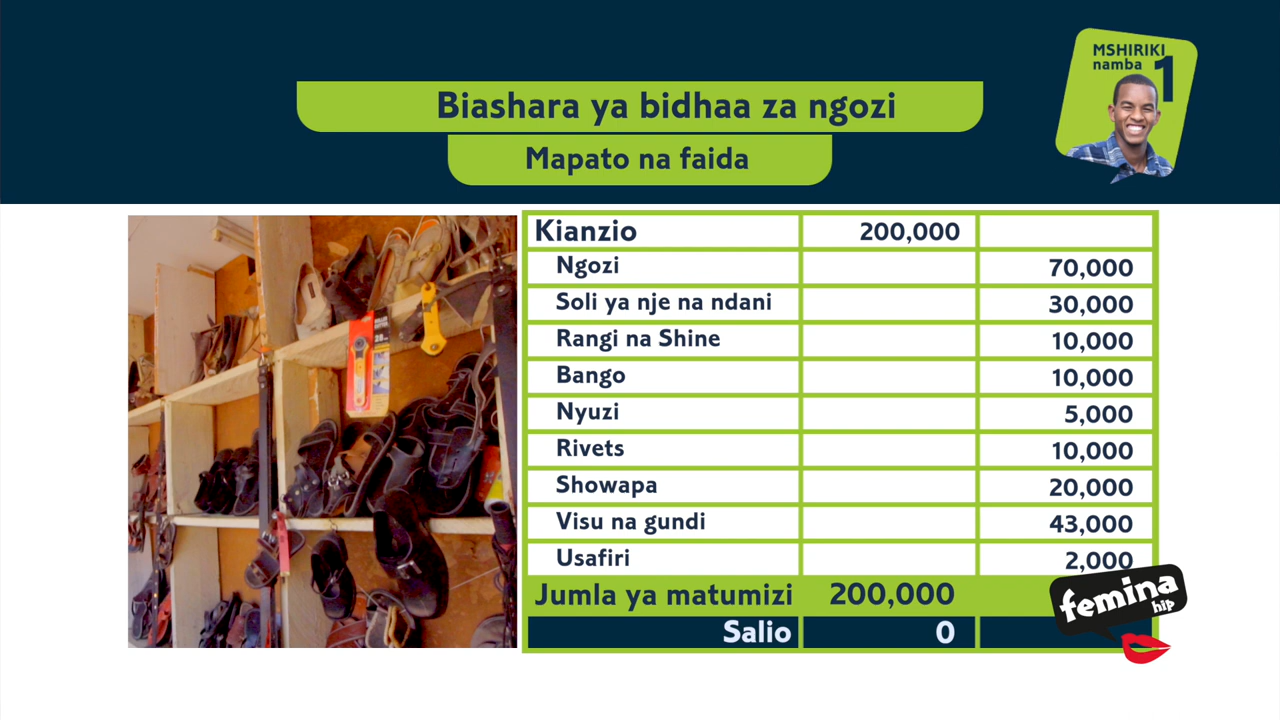 MSHIRIKI
namba 1
Biashara ya bidhaa za ngozi
Mapato na faida
Kianzio 200,000
Ngozi 70,000
Soli ya nje na ndani 30,000
Rangi na Shine 10,000
Bango 10,000
Nyuzi 5,000
Rivets 10,000
Showapa 20,000
Visu na gundi 43,000
Usafiri 2,000
Jumla ya matumizi 200,000
Salio 0
femina
hip